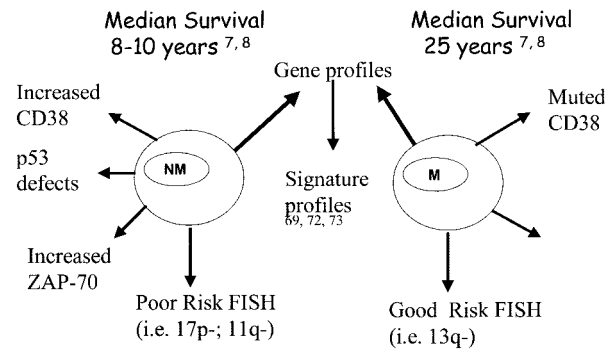 Median Survival
8-10 years 7, 8
Median Survival
25 years 7, 8
Gene profiles
Increased
CD38
Muted
CD38
p53
defects
NM
M
Signature
profiles
69, 72, 73
Increased
ZAP-70
Poor Risk FISH
(i.e. 17p-; 11q-)
Good Risk FISH
(i.e. 13q-)